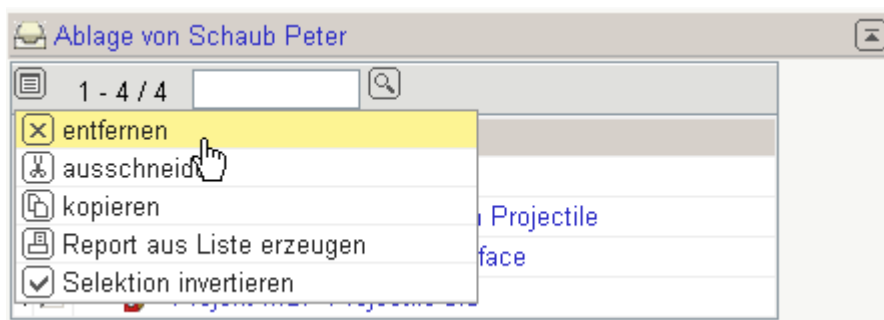 Ablage von Schaub Peter
1 - 4 / 4
entfernen
ausschneid
kopieren
Projectile
Report aus Liste erzeugen
face
Selektion invertieren